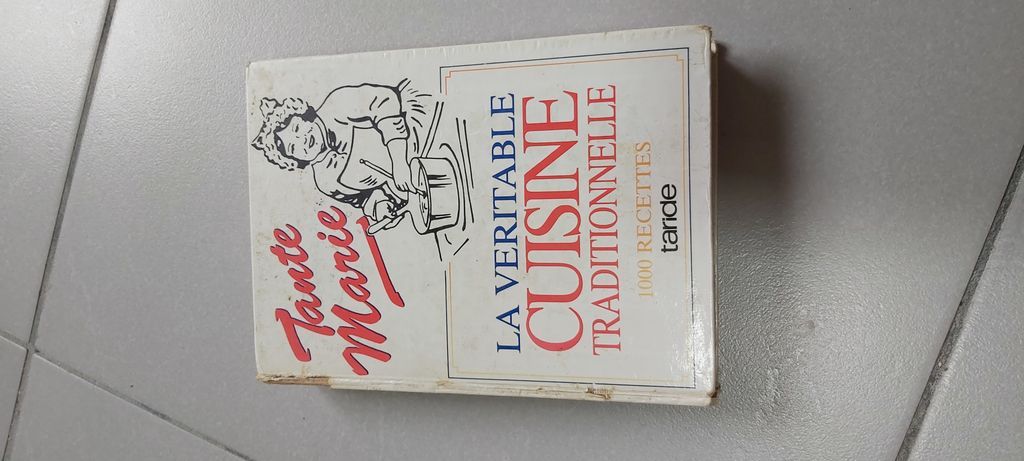 Tante
Marie
LA VERITABLE
CUISINE
TRADITIONNELLE
1000 RECETTES
taride